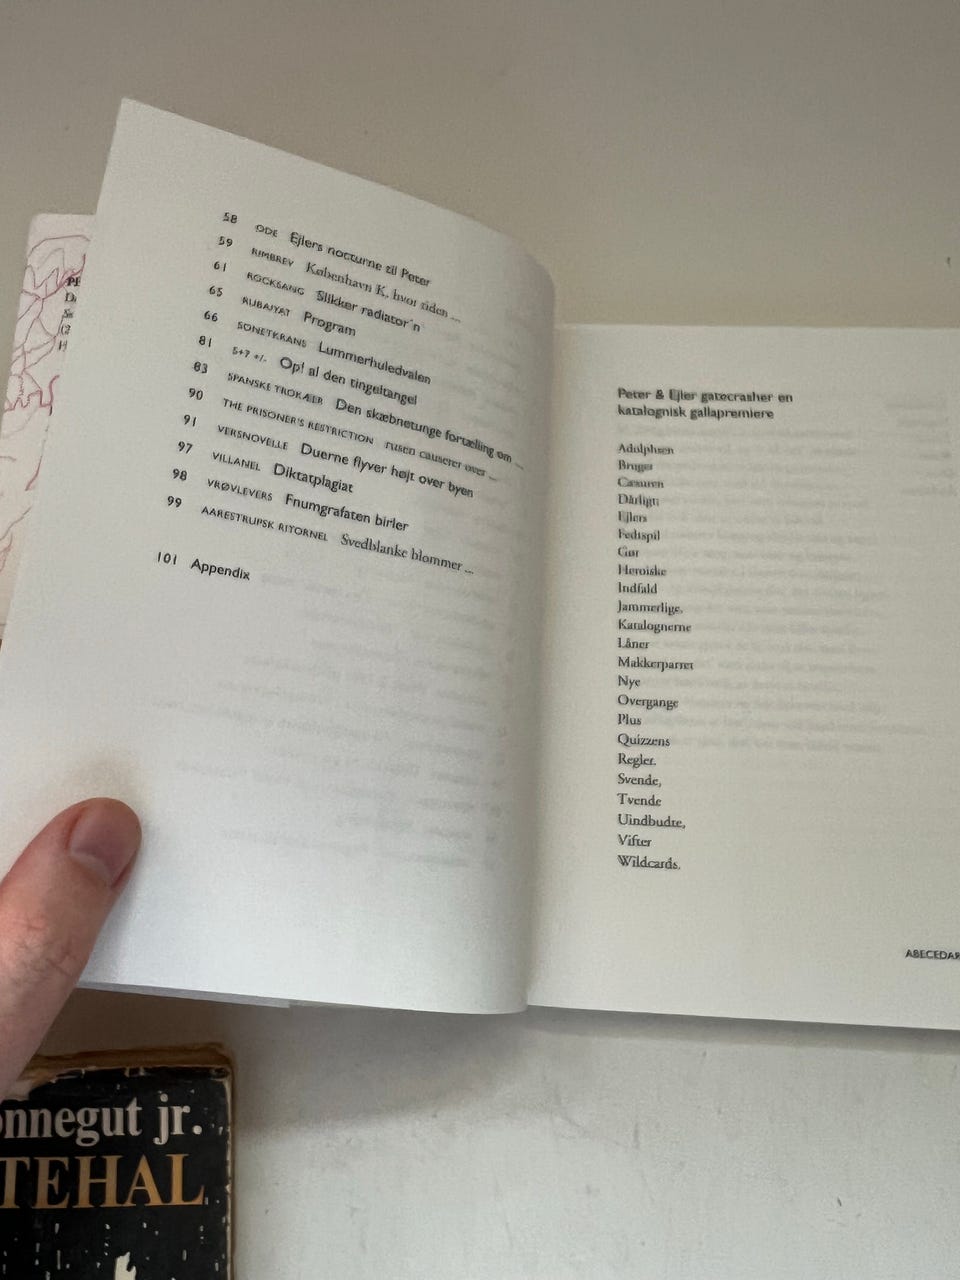 58 ODE Ejlers nocturne til Peter
59 RIMBREV København K, hvor tiden ...
61 ROCKSANG Slikker radiator'n
65 RUBAIYAT Program
66 SONETKRANS Lummerhuledvalen
81 S+7 +/- Op! al den tingeltangel
83 SPANSKE TROKÆER Den skæbnetunge fortælling om ...
90 THE PRISONER'S RESTRICTION rusen causerer over ...
91 VERSNOVELLE Duerne flyver højt over byen
97 VILLANEL Diktatplagiat
98 VRØVLEVERS Fnumgrafaten birler
99 AARESTRUPSK RITORNEL Svedblanke blommer ...
101 Appendix
Peter & Ejler gatecrasher en
katalognisk gallapremiere
Adolphsen
Bruger
Cæsuren
Dårligt;
Ejlers
Fedtspil
Gør
Heroiske
Indfald
Jammerlige.
Katalognerne
Låner
Makkerparret
Nye
Overgange
Plus
Quizzens
Regler.
Svende,
Tvende
Uindbudte,
Vifter
Wildcards.
ABECEDAR
onnegut jr.
TEHAL